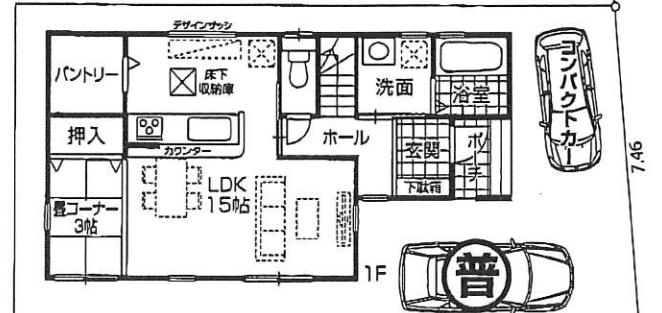 デザインサッシ
パントリー
床下
収納庫
洗面
浴室
コンパクトカー
押入
カウンター
ホール
玄関
ポーチ
下駄箱
7.46
LDK
15帖
畳コーナー
3帖
1F
普